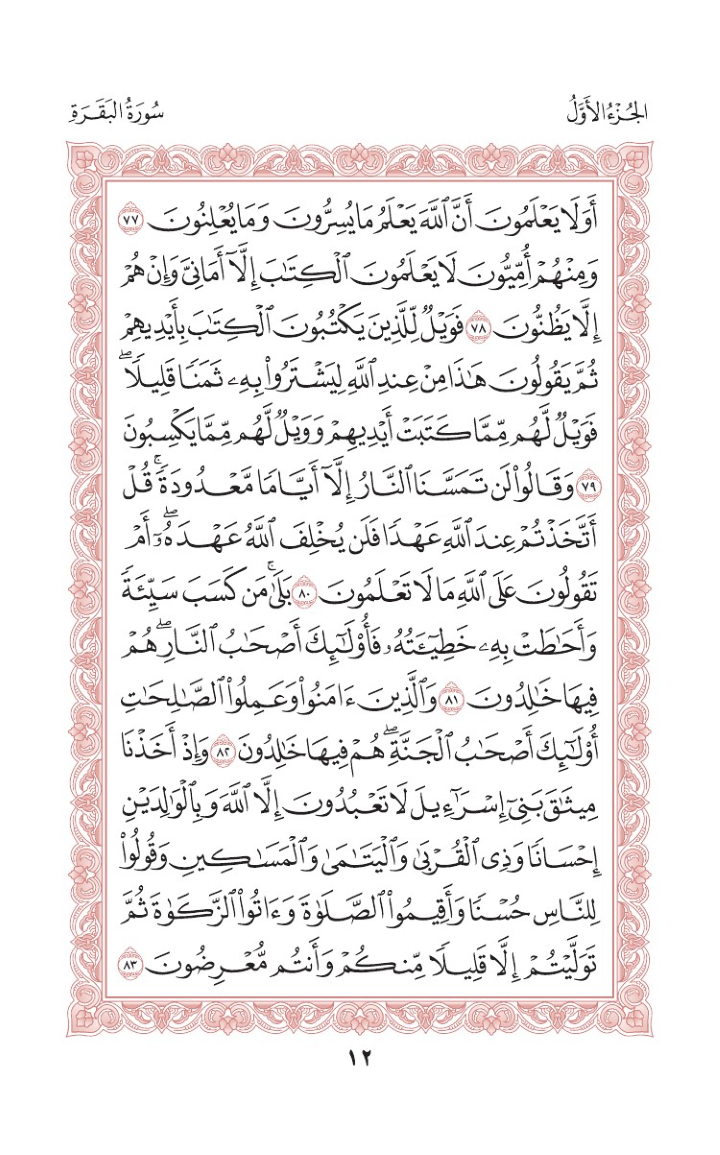 الجُزْءُ الأَوَّلُ
سُورَةُ البَقَرَةِ
أَوَلَا يَعْلَمُونَ أَنَّ ٱللَّهَ يَعْلَمُ مَا يُسِرُّونَ وَمَا يُعْلِنُونَ ٧٧
وَمِنْهُمْ أُمِّيُّونَ لَا يَعْلَمُونَ ٱلْكِتَٰبَ إِلَّآ أَمَانِىَّ وَإِنْ هُمْ
إِلَّا يَظُنُّونَ ٧٨ فَوَيْلٌ لِّلَّذِينَ يَكْتُبُونَ ٱلْكِتَٰبَ بِأَيْدِيهِمْ
ثُمَّ يَقُولُونَ هَٰذَا مِنْ عِندِ ٱللَّهِ لِيَشْتَرُوا۟ بِهِۦ ثَمَنًا قَلِيلًا ۖ
فَوَيْلٌ لَّهُم مِّمَّا كَتَبَتْ أَيْدِيهِمْ وَوَيْلٌ لَّهُم مِّمَّا يَكْسِبُونَ
٧٩ وَقَالُوا۟ لَن تَمَسَّنَا ٱلنَّارُ إِلَّآ أَيَّامًا مَّعْدُودَةً ۚ قُلْ
أَتَّخَذْتُمْ عِندَ ٱللَّهِ عَهْدًا فَلَن يُخْلِفَ ٱللَّهُ عَهْدَهُۥٓ ۖ أَمْ
تَقُولُونَ عَلَى ٱللَّهِ مَا لَا تَعْلَمُونَ ٨٠ بَلَىٰ ۚ مَن كَسَبَ سَيِّئَةً
وَأَحَٰطَتْ بِهِۦ خَطِيٓـَٔتُهُۥ فَأُو۟لَٰٓئِكَ أَصْحَٰبُ ٱلنَّارِ ۖ هُمْ
فِيهَا خَٰلِدُونَ ٨١ وَٱلَّذِينَ ءَامَنُوا۟ وَعَمِلُوا۟ ٱلصَّٰلِحَٰتِ
أُو۟لَٰٓئِكَ أَصْحَٰبُ ٱلْجَنَّةِ ۖ هُمْ فِيهَا خَٰلِدُونَ ٨٢ وَإِذْ أَخَذْنَا
مِيثَٰقَ بَنِىٓ إِسْرَٰٓءِيلَ لَا تَعْبُدُونَ إِلَّا ٱللَّهَ وَبِٱلْوَٰلِدَيْنِ
إِحْسَانًا وَذِى ٱلْقُرْبَىٰ وَٱلْيَتَٰمَىٰ وَٱلْمَسَٰكِينِ وَقُولُوا۟
لِلنَّاسِ حُسْنًا وَأَقِيمُوا۟ ٱلصَّلَوٰةَ وَءَاتُوا۟ ٱلزَّكَوٰةَ ثُمَّ
تَوَلَّيْتُمْ إِلَّا قَلِيلًا مِّنكُمْ وَأَنتُم مُّعْرِضُونَ ٨٣
١٢